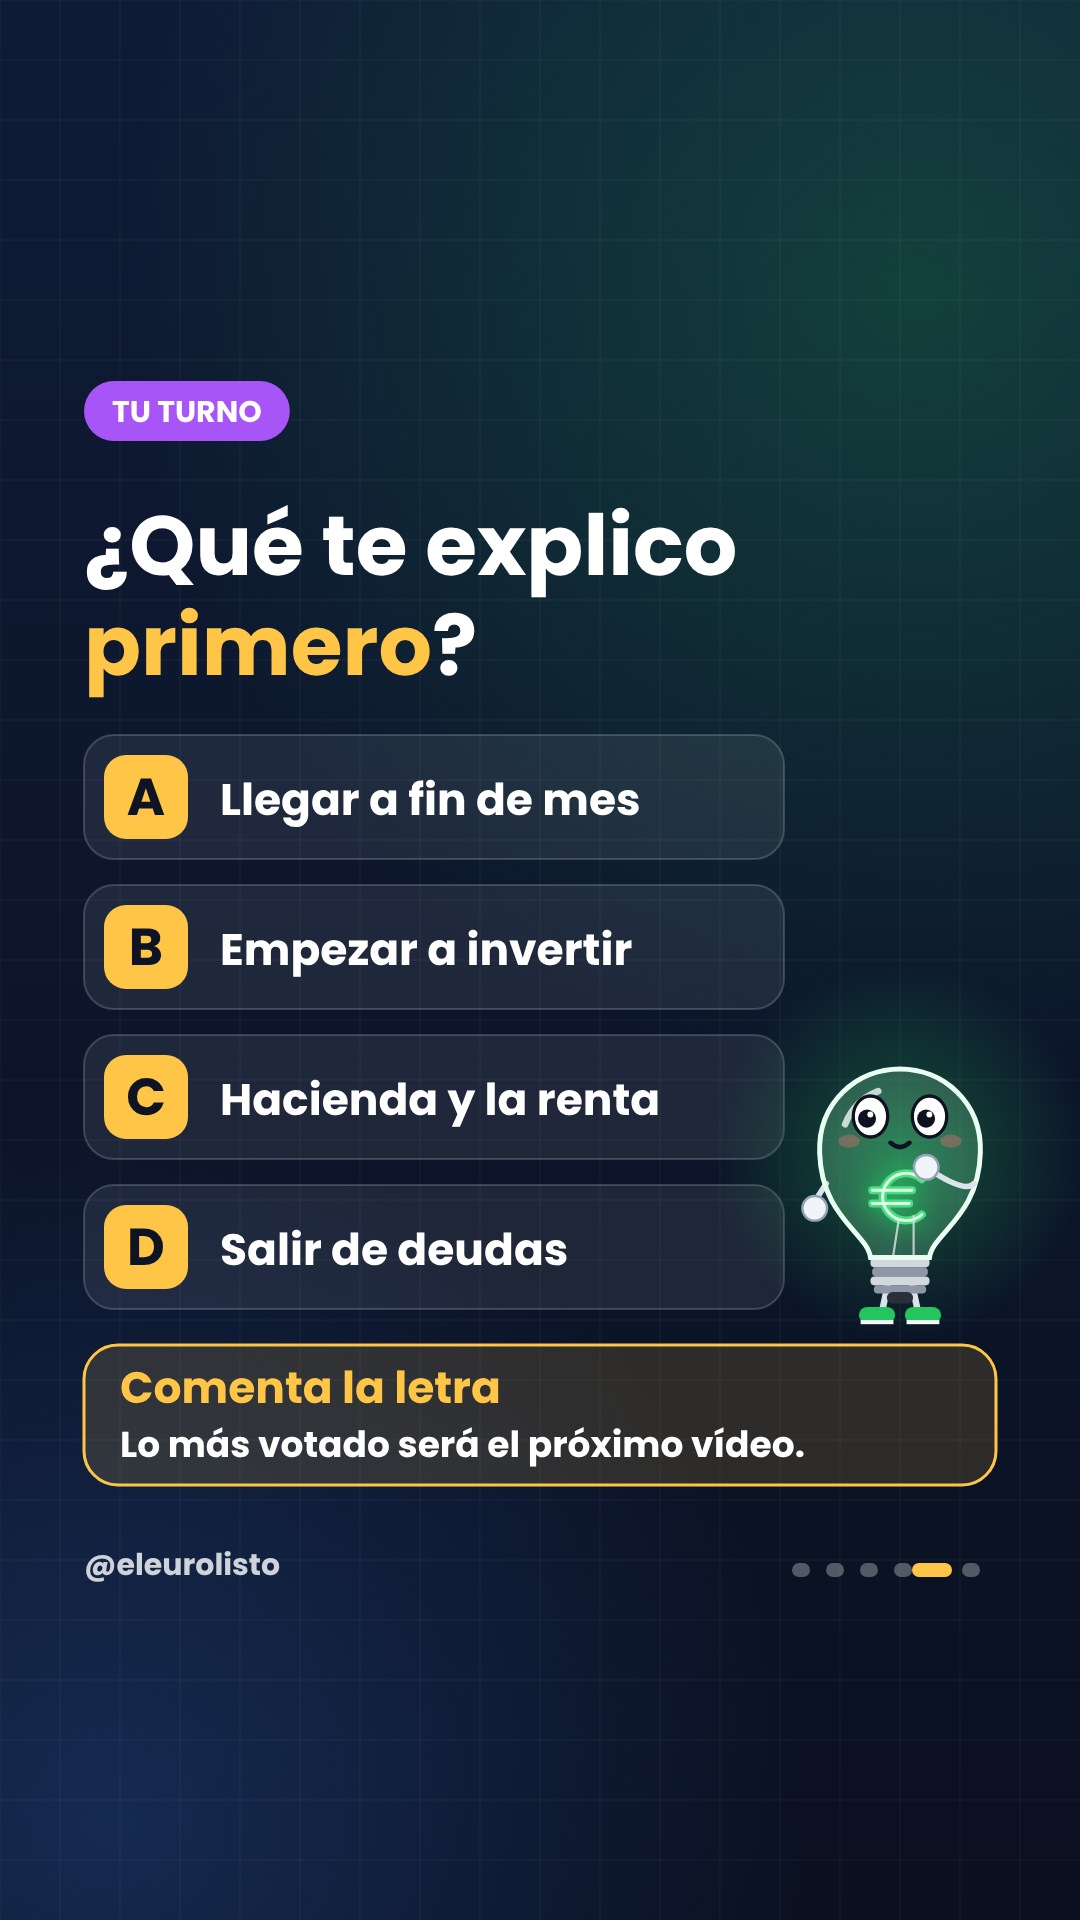 TU TURNO
¿Qué te explico
primero?
A Llegar a fin de mes
B Empezar a invertir
C Hacienda y la renta
D Salir de deudas
€
Comenta la letra
Lo más votado será el próximo vídeo.
@eleurolisto